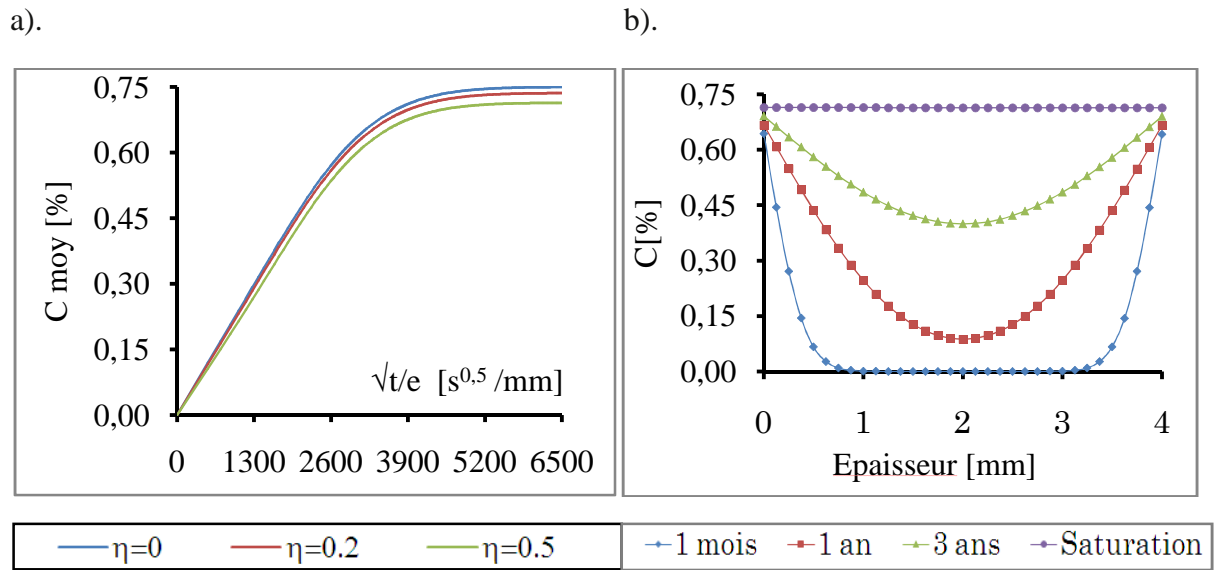 a).
b).
0,75
0,60
0,45
0,30
0,15
0,00
C moy [%]
√t/e [s^0,5 /mm]
0 1300 2600 3900 5200 6500
0,75
0,60
0,45
0,30
0,15
0,00
C[%]
0 1 2 3 4
Epaisseur [mm]
η=0 η=0.2 η=0.5
1 mois 1 an 3 ans Saturation